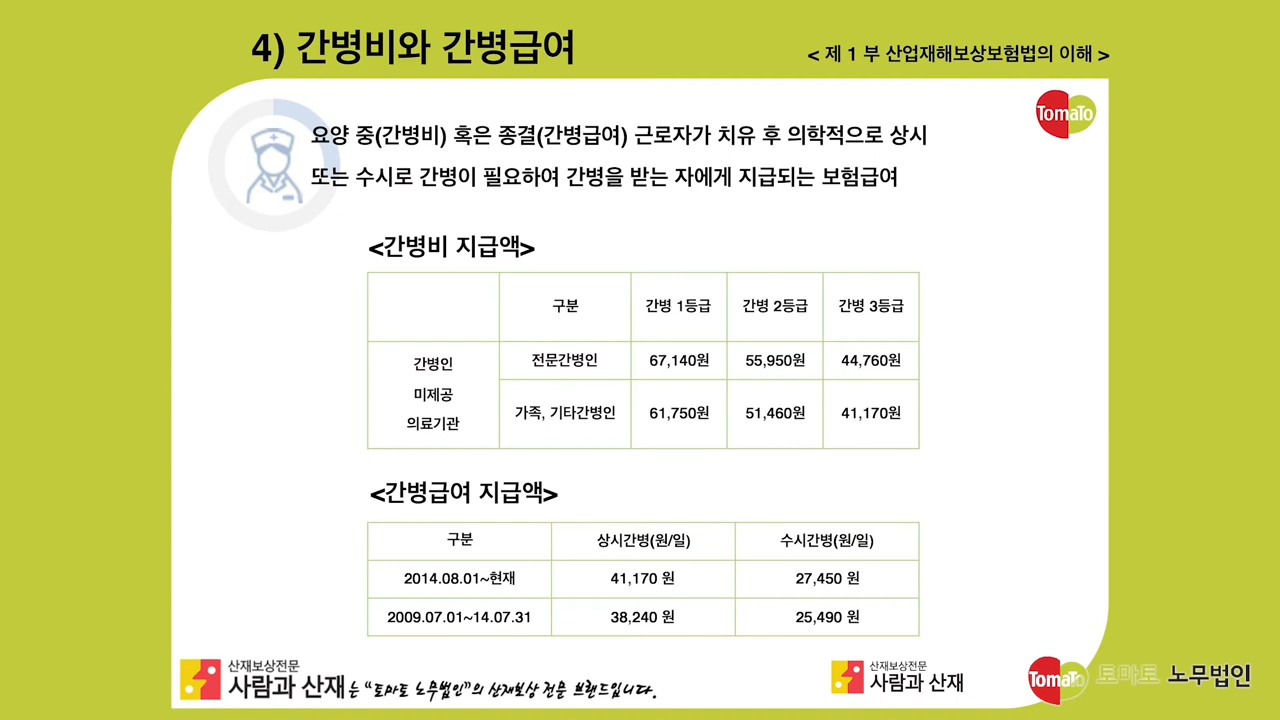 4) 간병비와 간병급여
< 제 1 부 산업재해보상보험법의 이해 >
TomaTo
요양 중(간병비) 혹은 종결(간병급여) 근로자가 치유 후 의학적으로 상시
또는 수시로 간병이 필요하여 간병을 받는 자에게 지급되는 보험급여
<간병비 지급액>
구분 간병 1등급 간병 2등급 간병 3등급
간병인
미제공
의료기관
전문간병인 67,140원 55,950원 44,760원
가족, 기타간병인 61,750원 51,460원 41,170원
<간병급여 지급액>
구분 상시간병(원/일) 수시간병(원/일)
2014.08.01~현재 41,170 원 27,450 원
2009.07.01~14.07.31 38,240 원 25,490 원
산재보상전문
사람과 산재는 "토마토 노무법인"의 산재보상 전문 브랜드입니다.
산재보상전문
사람과 산재
TomaTo 토마토 노무법인